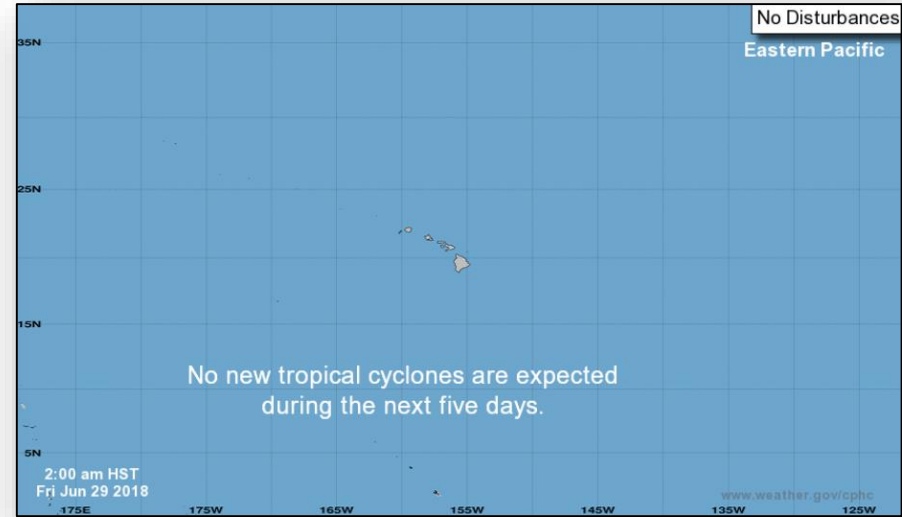 No Disturbances
35N
Eastern Pacific
25N
15N
No new tropical cyclones are expected
during the next five days.
5N
2:00 am HST
Fri Jun 29 2018
www.weather.gov/cphc
175E 175W 165W 155W 145W 135W 125W